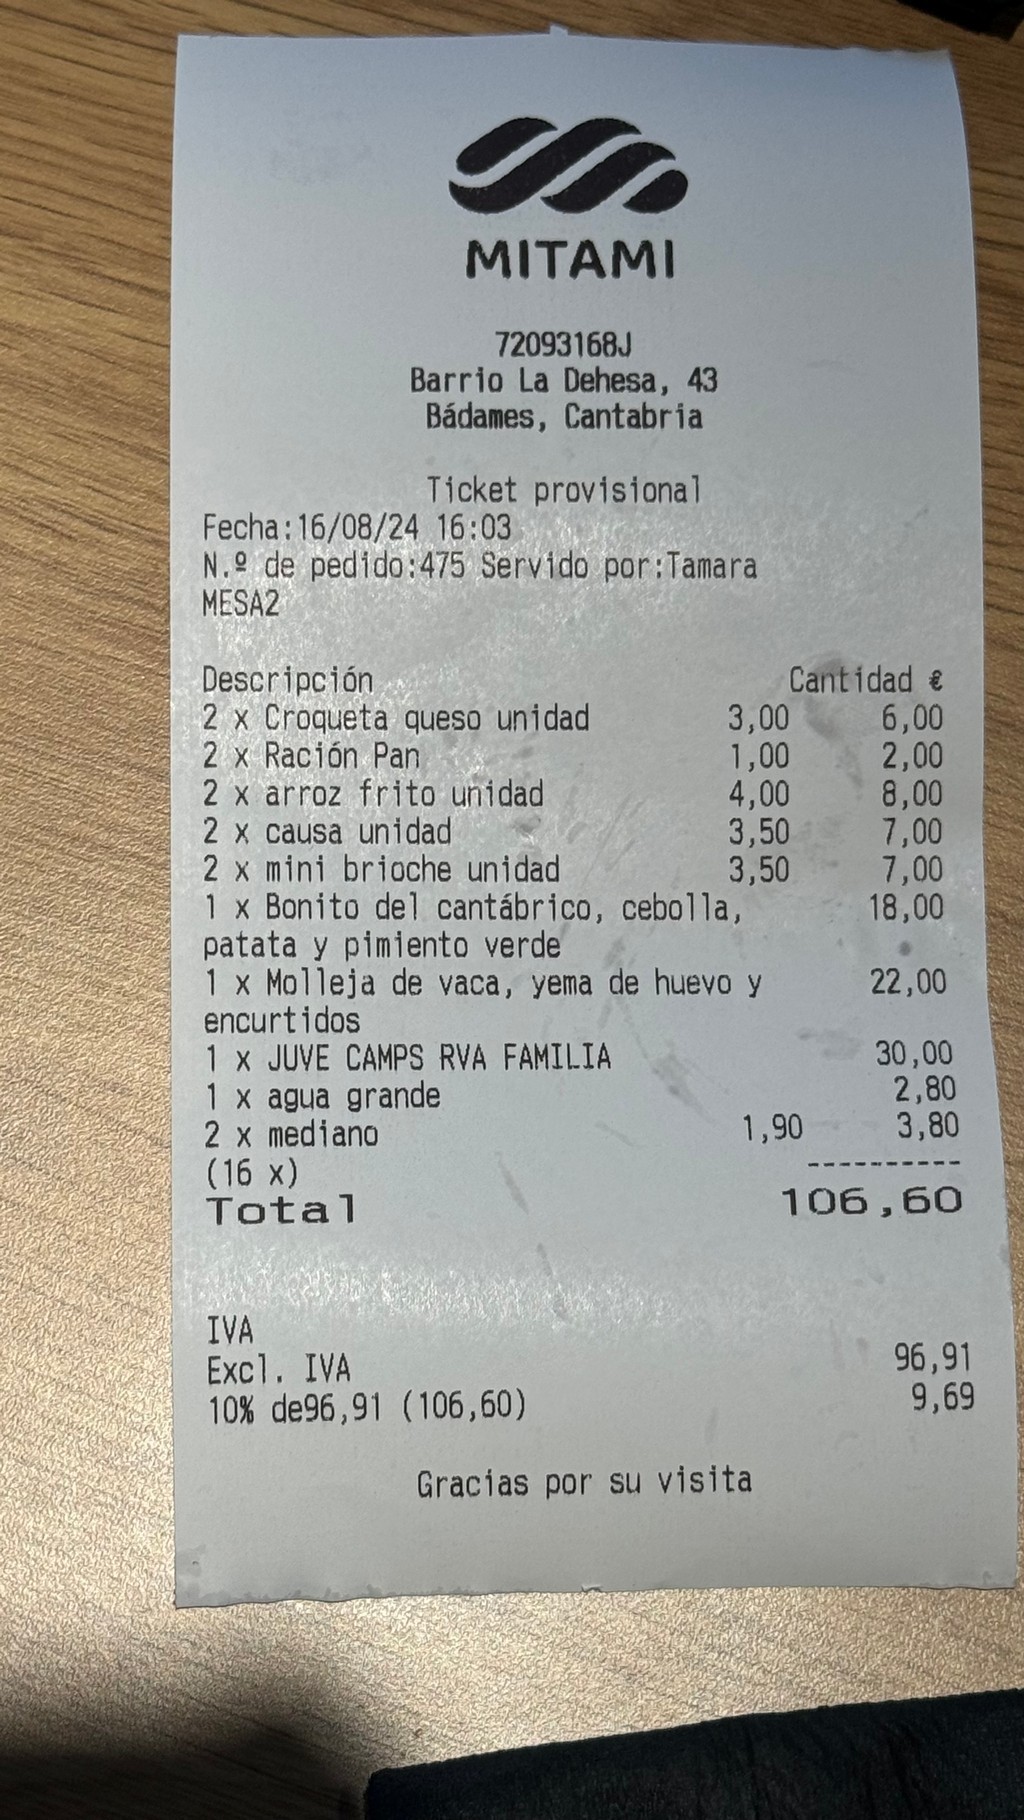 MITAMI
72093168J
Barrio La Dehesa, 43
Bádames, Cantabria
Ticket provisional
Fecha:16/08/24 16:03
N.º de pedido:475 Servido por:Tamara
MESA2
Descripción Cantidad €
2 x Croqueta queso unidad 3,00 6,00
2 x Ración Pan 1,00 2,00
2 x arroz frito unidad 4,00 8,00
2 x causa unidad 3,50 7,00
2 x mini brioche unidad 3,50 7,00
1 x Bonito del cantábrico, cebolla, 18,00
patata y pimiento verde
1 x Molleja de vaca, yema de huevo y 22,00
encurtidos
1 x JUVE CAMPS RVA FAMILIA 30,00
1 x agua grande 2,80
2 x mediano 1,90 3,80
(16 x) ----------
Total 106,60
IVA
Excl. IVA 96,91
10% de96,91 (106,60) 9,69
Gracias por su visita